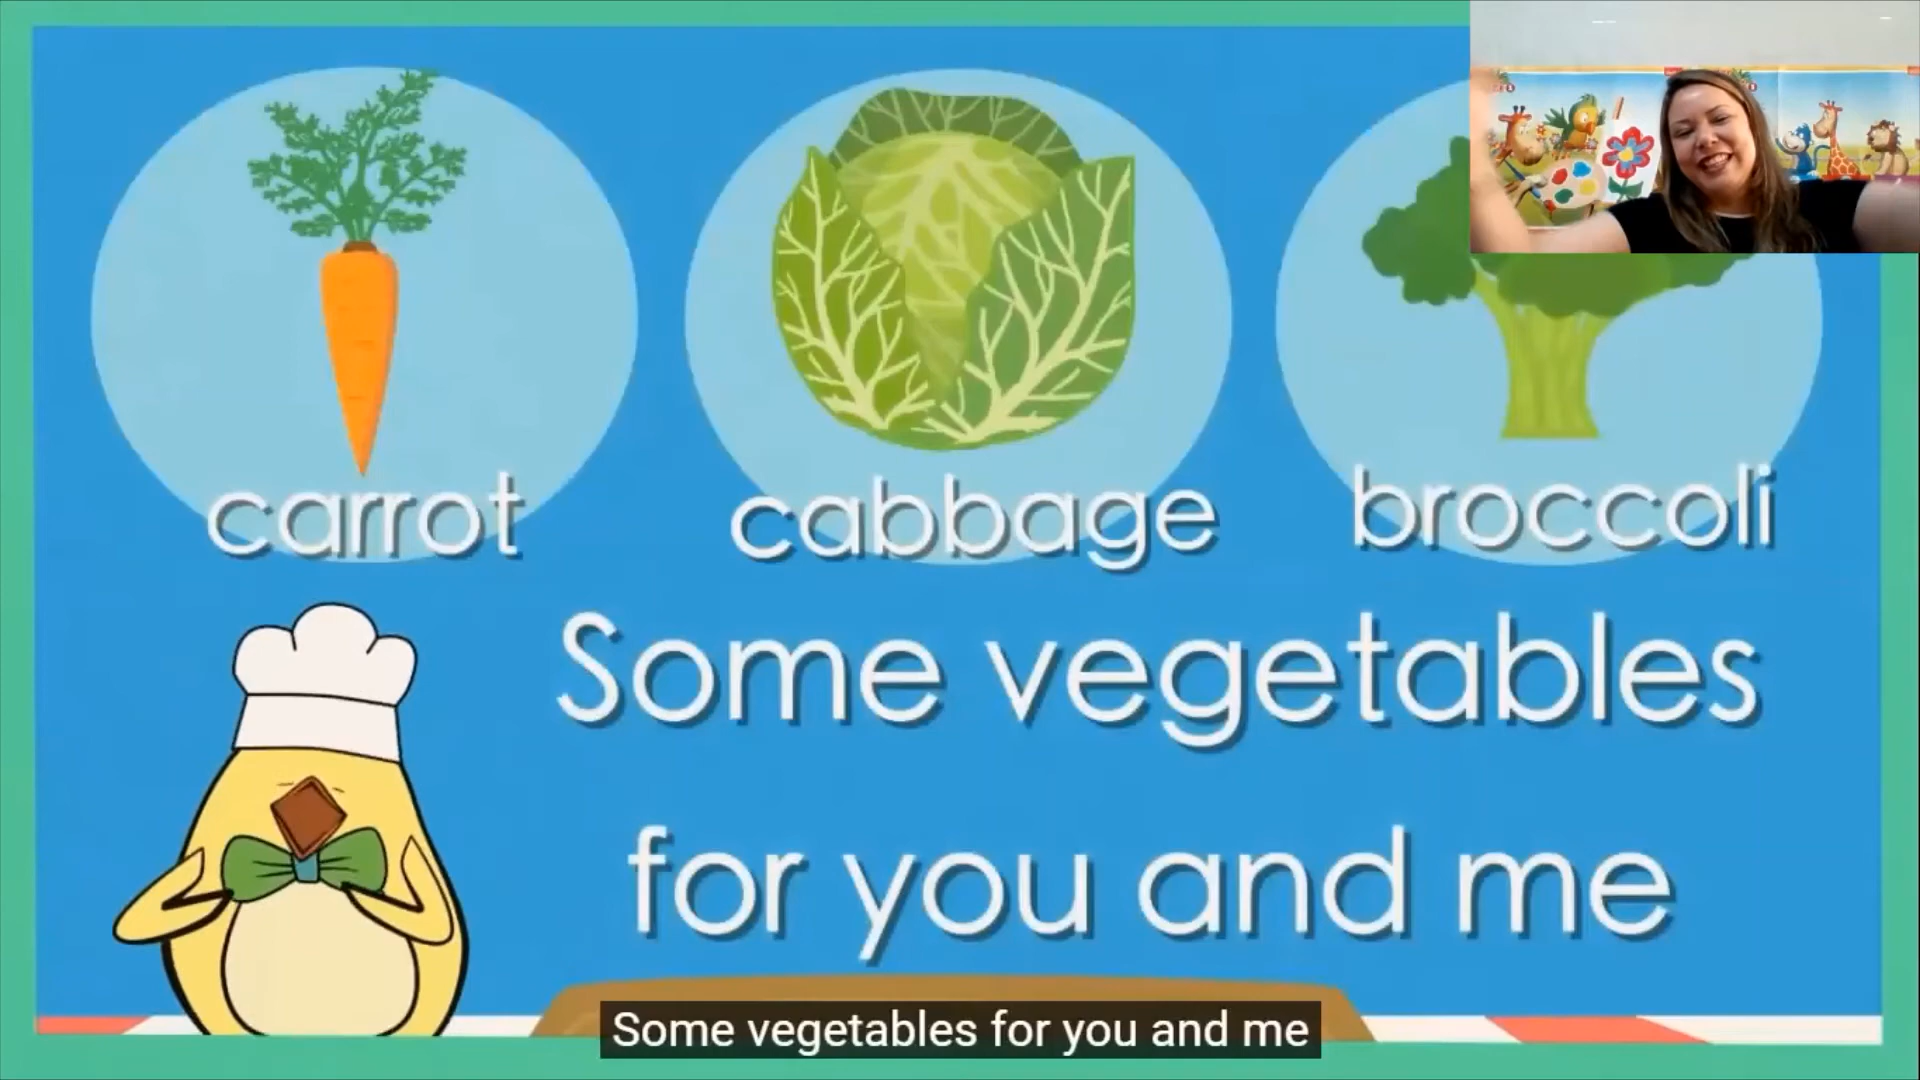 carrot
cabbage
broccoli
Some vegetables
for you and me
Some vegetables for you and me